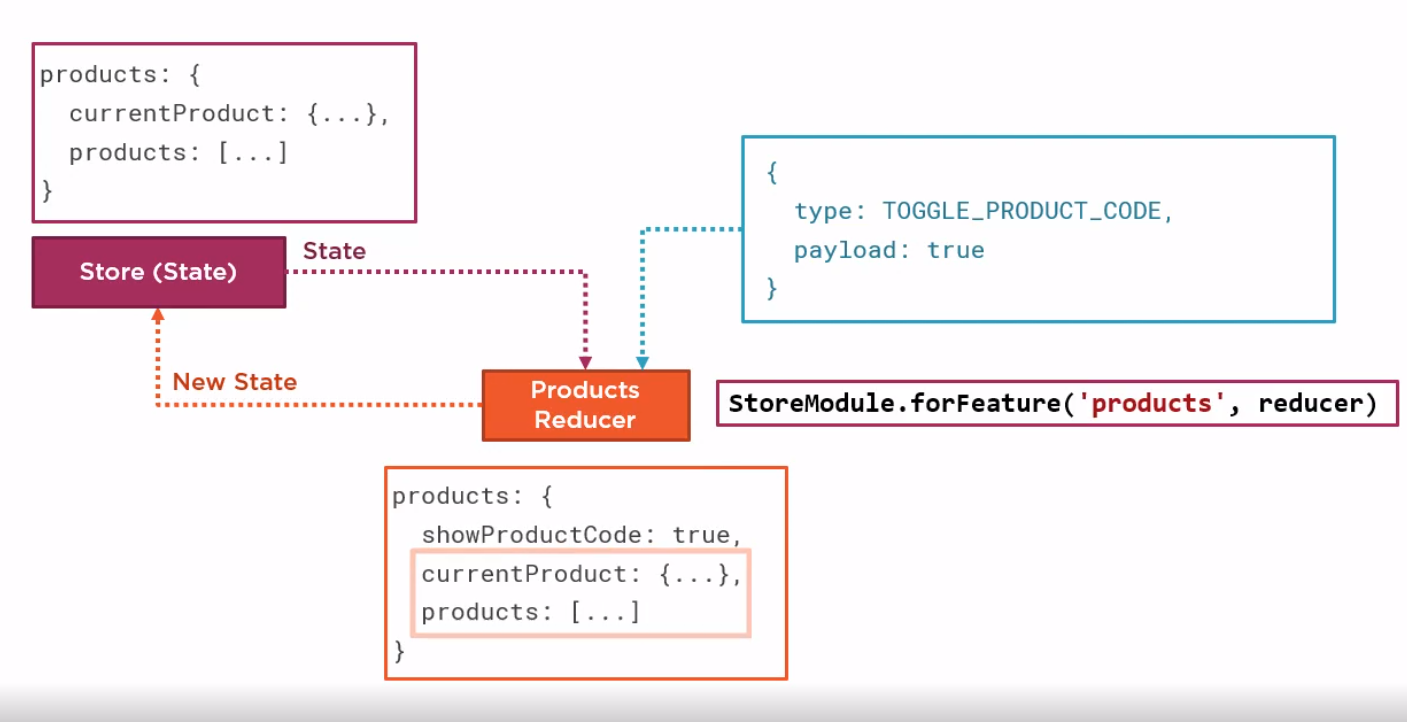 products: {
currentProduct: {...},
products: [...]
}
Store (State)
State
{
type: TOGGLE_PRODUCT_CODE,
payload: true
}
New State
Products
Reducer
StoreModule.forFeature('products', reducer)
products: {
showProductCode: true,
currentProduct: {...},
products: [...]
}